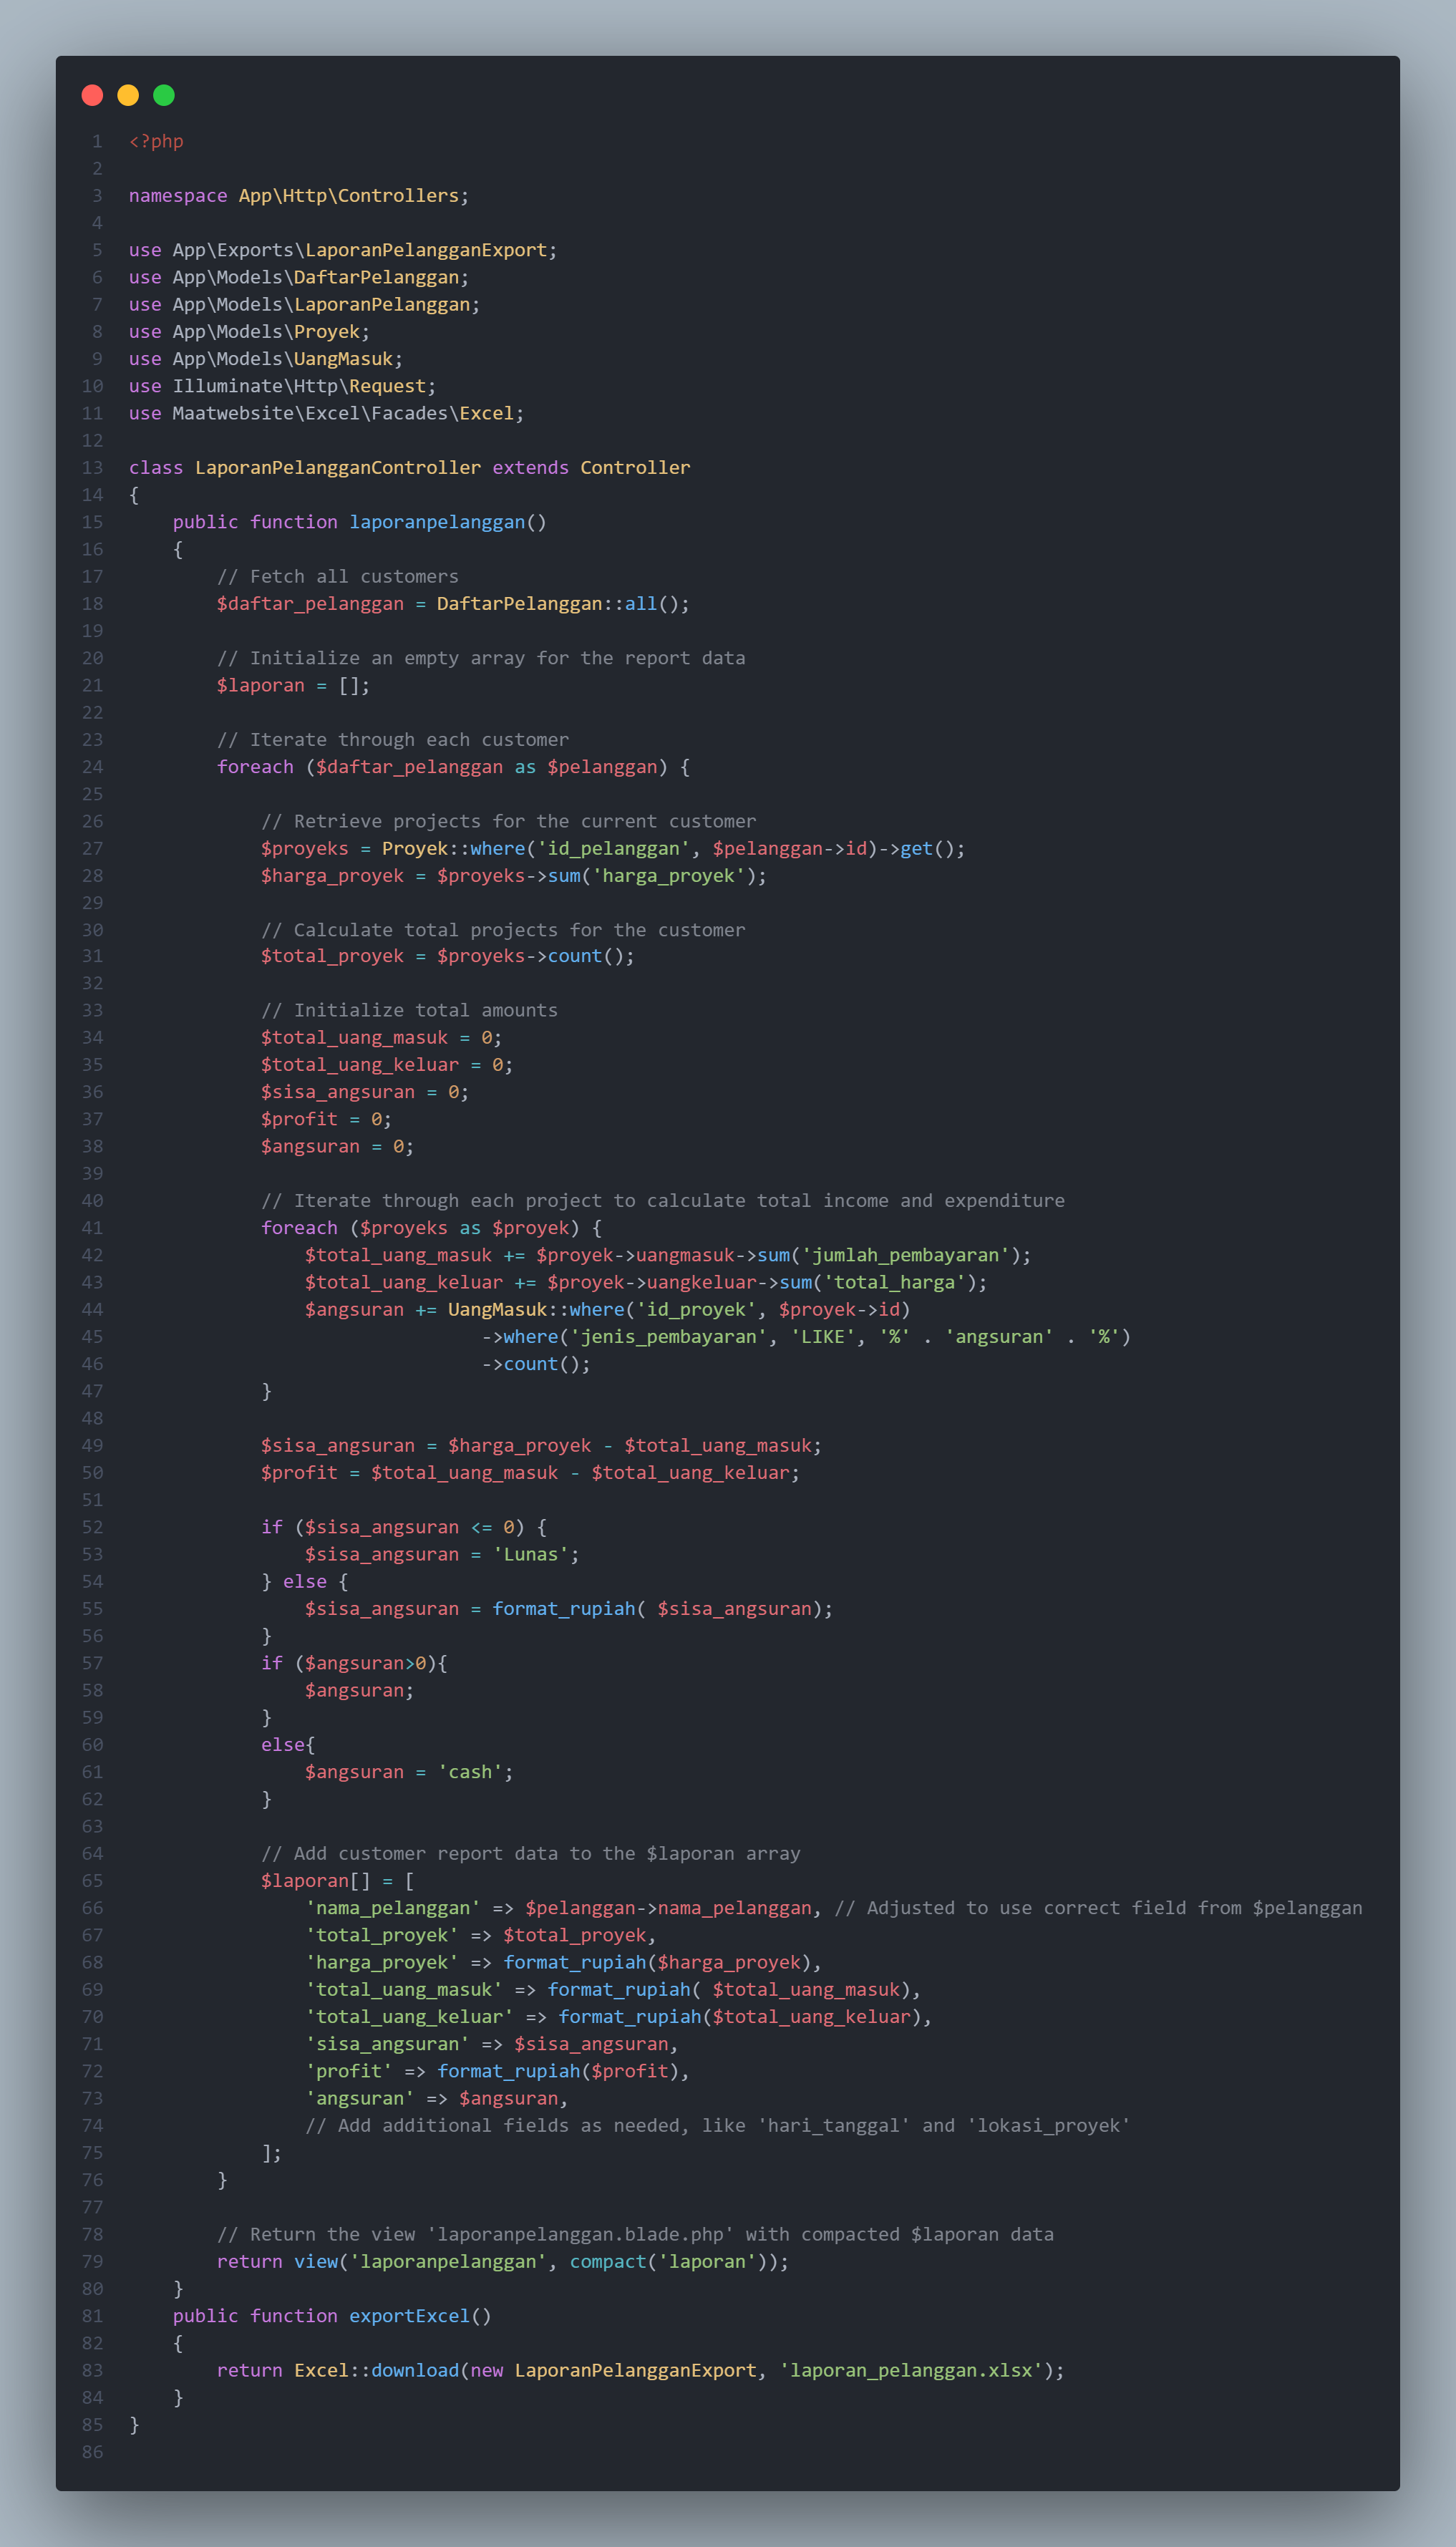 1 <?php
2
3 namespace App\Http\Controllers;
4
5 use App\Exports\LaporanPelangganExport;
6 use App\Models\DaftarPelanggan;
7 use App\Models\LaporanPelanggan;
8 use App\Models\Proyek;
9 use App\Models\UangMasuk;
10 use Illuminate\Http\Request;
11 use Maatwebsite\Excel\Facades\Excel;
12
13 class LaporanPelangganController extends Controller
14 {
15     public function laporanpelanggan()
16     {
17         // Fetch all customers
18         $daftar_pelanggan = DaftarPelanggan::all();
19
20         // Initialize an empty array for the report data
21         $laporan = [];
22
23         // Iterate through each customer
24         foreach ($daftar_pelanggan as $pelanggan) {
25
26             // Retrieve projects for the current customer
27             $proyeks = Proyek::where('id_pelanggan', $pelanggan->id)->get();
28             $harga_proyek = $proyeks->sum('harga_proyek');
29
30             // Calculate total projects for the customer
31             $total_proyek = $proyeks->count();
32
33             // Initialize total amounts
34             $total_uang_masuk = 0;
35             $total_uang_keluar = 0;
36             $sisa_angsuran = 0;
37             $profit = 0;
38             $angsuran = 0;
39
40             // Iterate through each project to calculate total income and expenditure
41             foreach ($proyeks as $proyek) {
42                 $total_uang_masuk += $proyek->uangmasuk->sum('jumlah_pembayaran');
43                 $total_uang_keluar += $proyek->uangkeluar->sum('total_harga');
44                 $angsuran += UangMasuk::where('id_proyek', $proyek->id)
45                                 ->where('jenis_pembayaran', 'LIKE', '%' . 'angsuran' . '%')
46                                 ->count();
47             }
48
49             $sisa_angsuran = $harga_proyek - $total_uang_masuk;
50             $profit = $total_uang_masuk - $total_uang_keluar;
51
52             if ($sisa_angsuran <= 0) {
53                 $sisa_angsuran = 'Lunas';
54             } else {
55                 $sisa_angsuran = format_rupiah( $sisa_angsuran);
56             }
57             if ($angsuran>0){
58                 $angsuran;
59             }
60             else{
61                 $angsuran = 'cash';
62             }
63
64             // Add customer report data to the $laporan array
65             $laporan[] = [
66                 'nama_pelanggan' => $pelanggan->nama_pelanggan, // Adjusted to use correct field from $pelanggan
67                 'total_proyek' => $total_proyek,
68                 'harga_proyek' => format_rupiah($harga_proyek),
69                 'total_uang_masuk' => format_rupiah( $total_uang_masuk),
70                 'total_uang_keluar' => format_rupiah($total_uang_keluar),
71                 'sisa_angsuran' => $sisa_angsuran,
72                 'profit' => format_rupiah($profit),
73                 'angsuran' => $angsuran,
74                 // Add additional fields as needed, like 'hari_tanggal' and 'lokasi_proyek'
75             ];
76         }
77
78         // Return the view 'laporanpelanggan.blade.php' with compacted $laporan data
79         return view('laporanpelanggan', compact('laporan'));
80     }
81     public function exportExcel()
82     {
83         return Excel::download(new LaporanPelangganExport, 'laporan_pelanggan.xlsx');
84     }
85 }
86